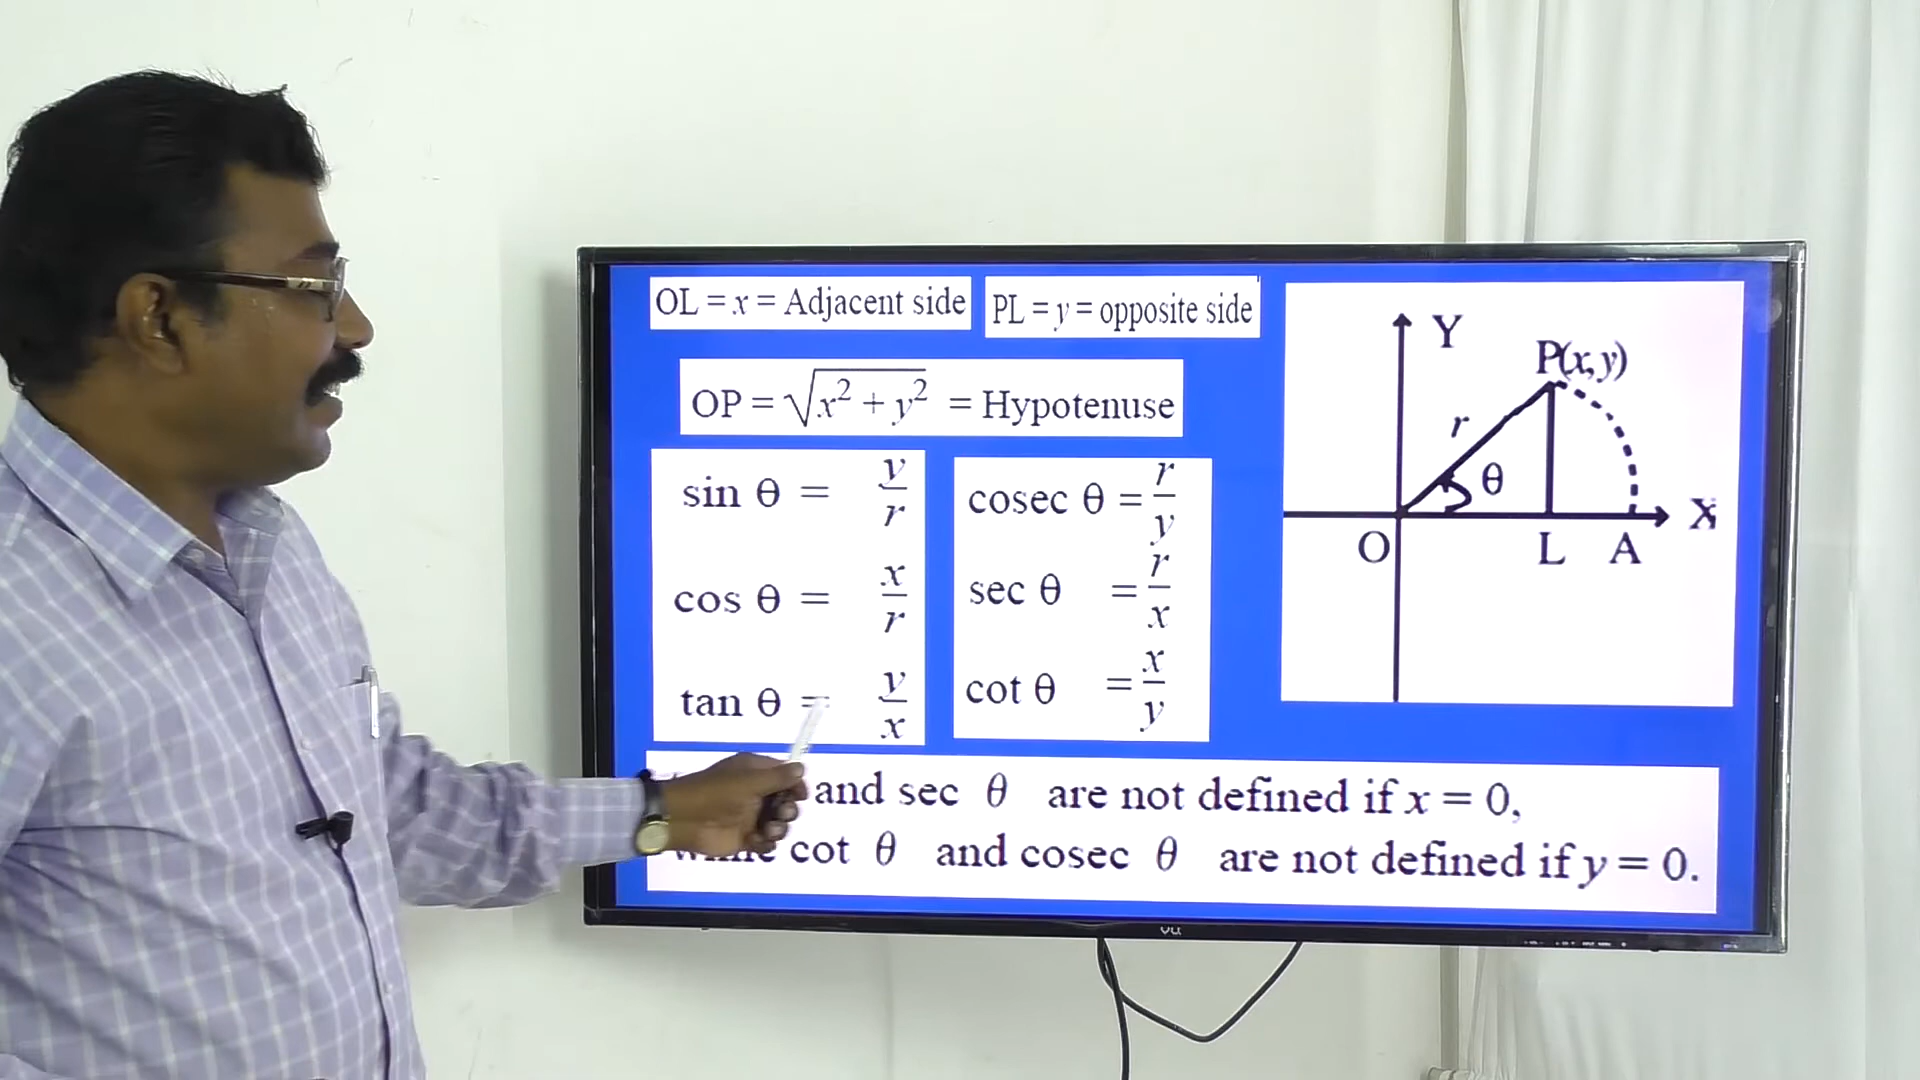 OL = x = Adjacent side
PL = y = opposite side
OP = √x² + y² = Hypotenuse
sin θ = y/r
cos θ = x/r
tan θ = y/x
cosec θ = r/y
sec θ = r/x
cot θ = x/y
Y
P(x, y)
r
θ
X
O L A
and sec θ are not defined if x = 0,
cot θ and cosec θ are not defined if y = 0.
VU